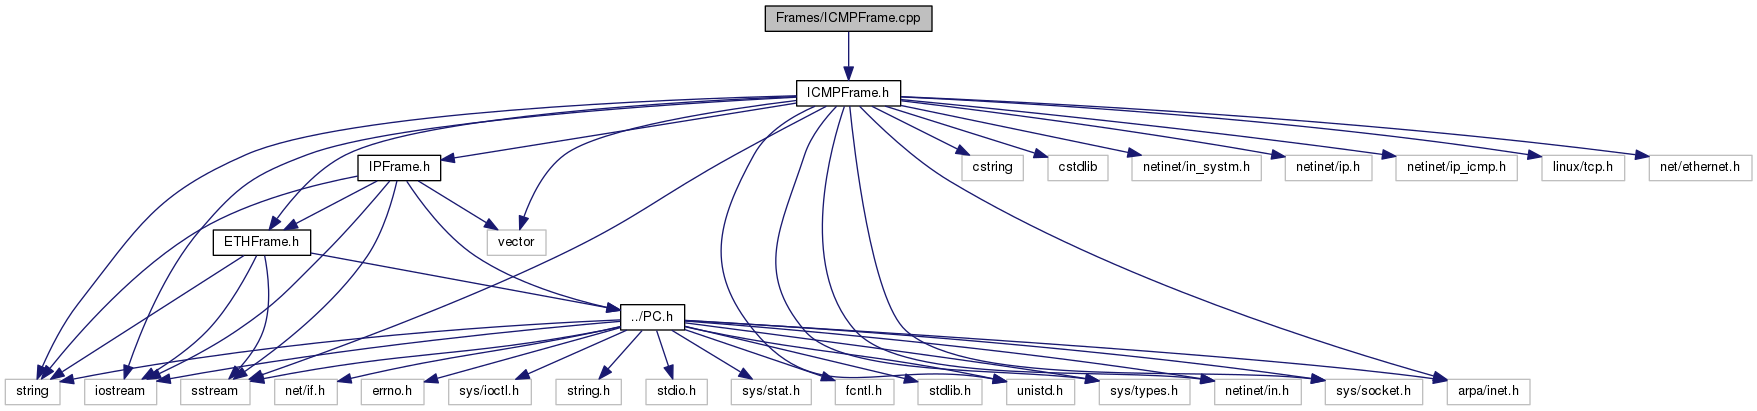 Frames/ICMPFrame.cpp
ICMPFrame.h
IPFrame.h
cstring
cstdlib
netinet/in_systm.h
netinet/ip.h
netinet/ip_icmp.h
linux/tcp.h
net/ethernet.h
ETHFrame.h
vector
../PC.h
string
iostream
sstream
net/if.h
errno.h
sys/ioctl.h
string.h
stdio.h
sys/stat.h
fcntl.h
stdlib.h
unistd.h
sys/types.h
netinet/in.h
sys/socket.h
arpa/inet.h